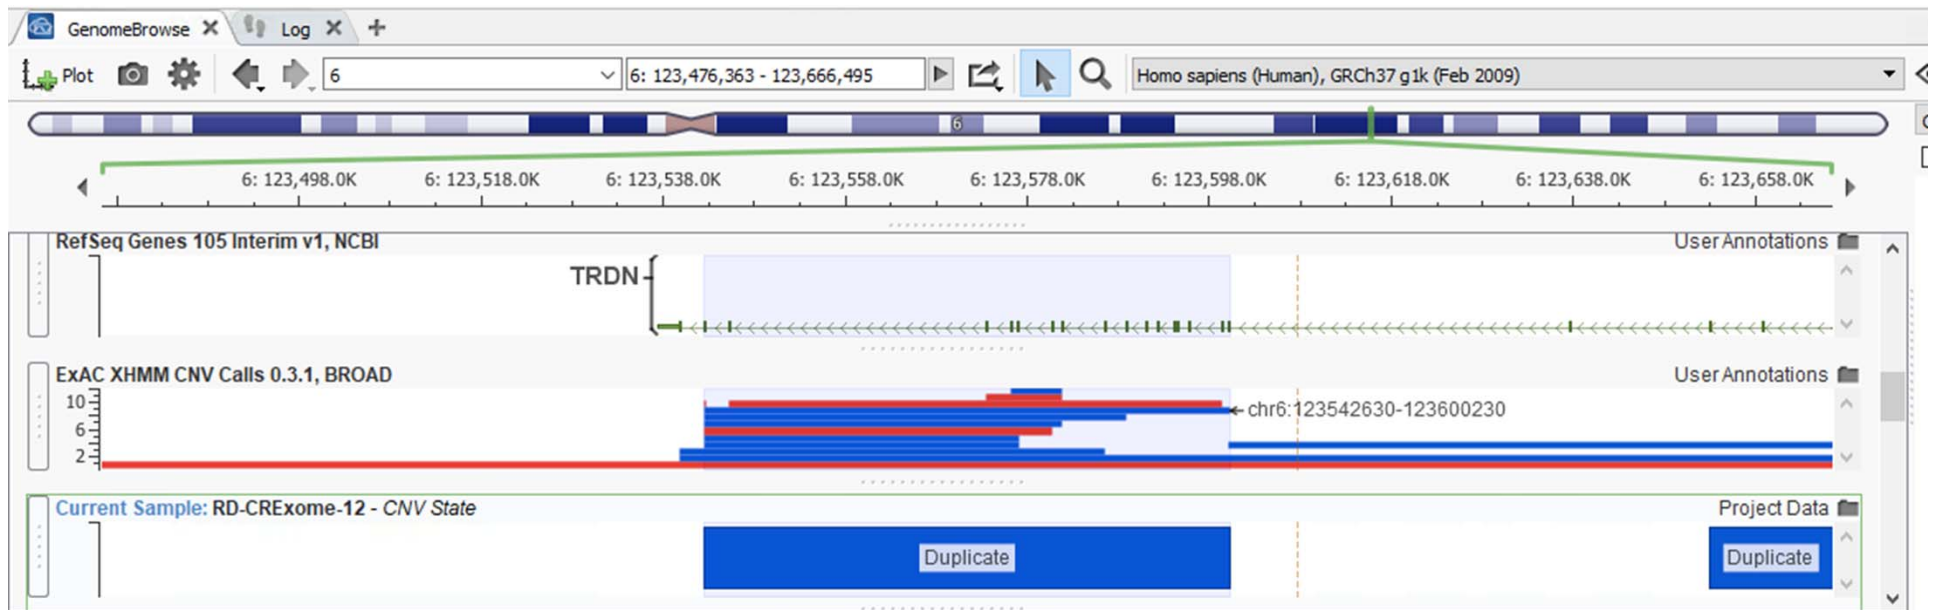 GenomeBrowse Log
Plot 6 6: 123,476,363 - 123,666,495 Homo sapiens (Human), GRCh37 g1k (Feb 2009)
6
6: 123,498.0K 6: 123,518.0K 6: 123,538.0K 6: 123,558.0K 6: 123,578.0K 6: 123,598.0K 6: 123,618.0K 6: 123,638.0K 6: 123,658.0K
RefSeq Genes 105 Interim v1, NCBI User Annotations
TRDN
ExAC XHMM CNV Calls 0.3.1, BROAD User Annotations
10
chr6:123542630-123600230
6
2
Current Sample: RD-CRExome-12 - CNV State Project Data
Duplicate Duplicate